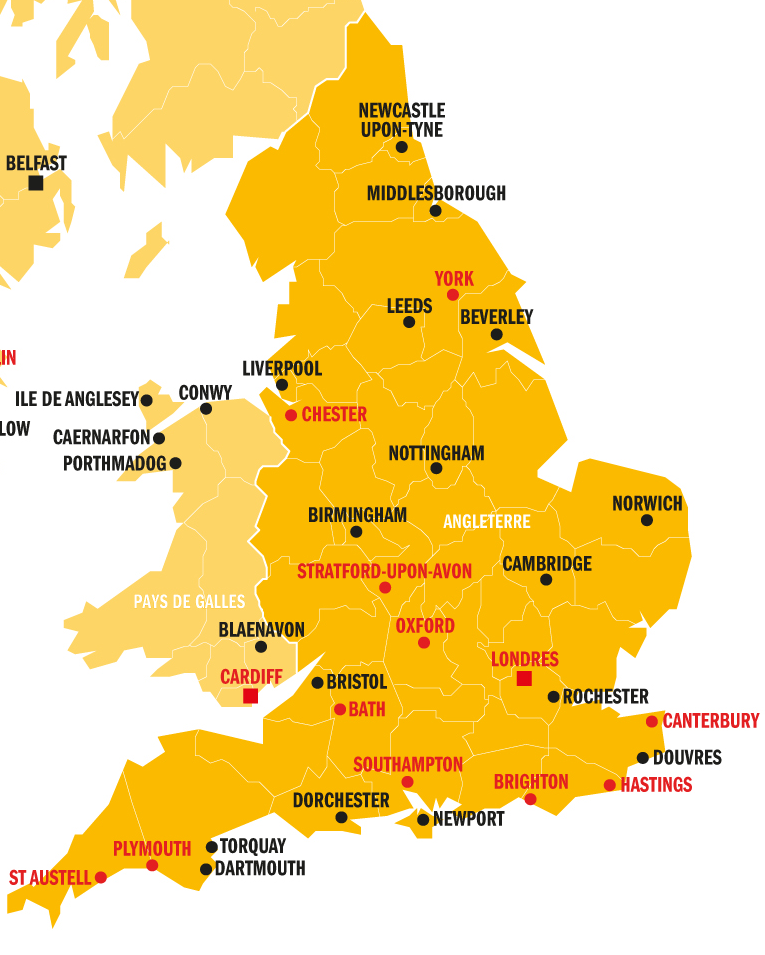 NEWCASTLE
UPON-TYNE
BELFAST
MIDDLESBOROUGH
YORK
LEEDS
BEVERLEY
IN
LIVERPOOL
ILE DE ANGLESEY
CONWY
CHESTER
LOW
CAERNARFON
PORTHMADOG
NOTTINGHAM
NORWICH
BIRMINGHAM
ANGLETERRE
CAMBRIDGE
STRATFORD-UPON-AVON
PAYS DE GALLES
BLAENAVON
OXFORD
LONDRES
CARDIFF
BRISTOL
ROCHESTER
BATH
CANTERBURY
DOUVRES
SOUTHAMPTON
BRIGHTON
HASTINGS
DORCHESTER
NEWPORT
PLYMOUTH
TORQUAY
DARTMOUTH
ST AUSTELL